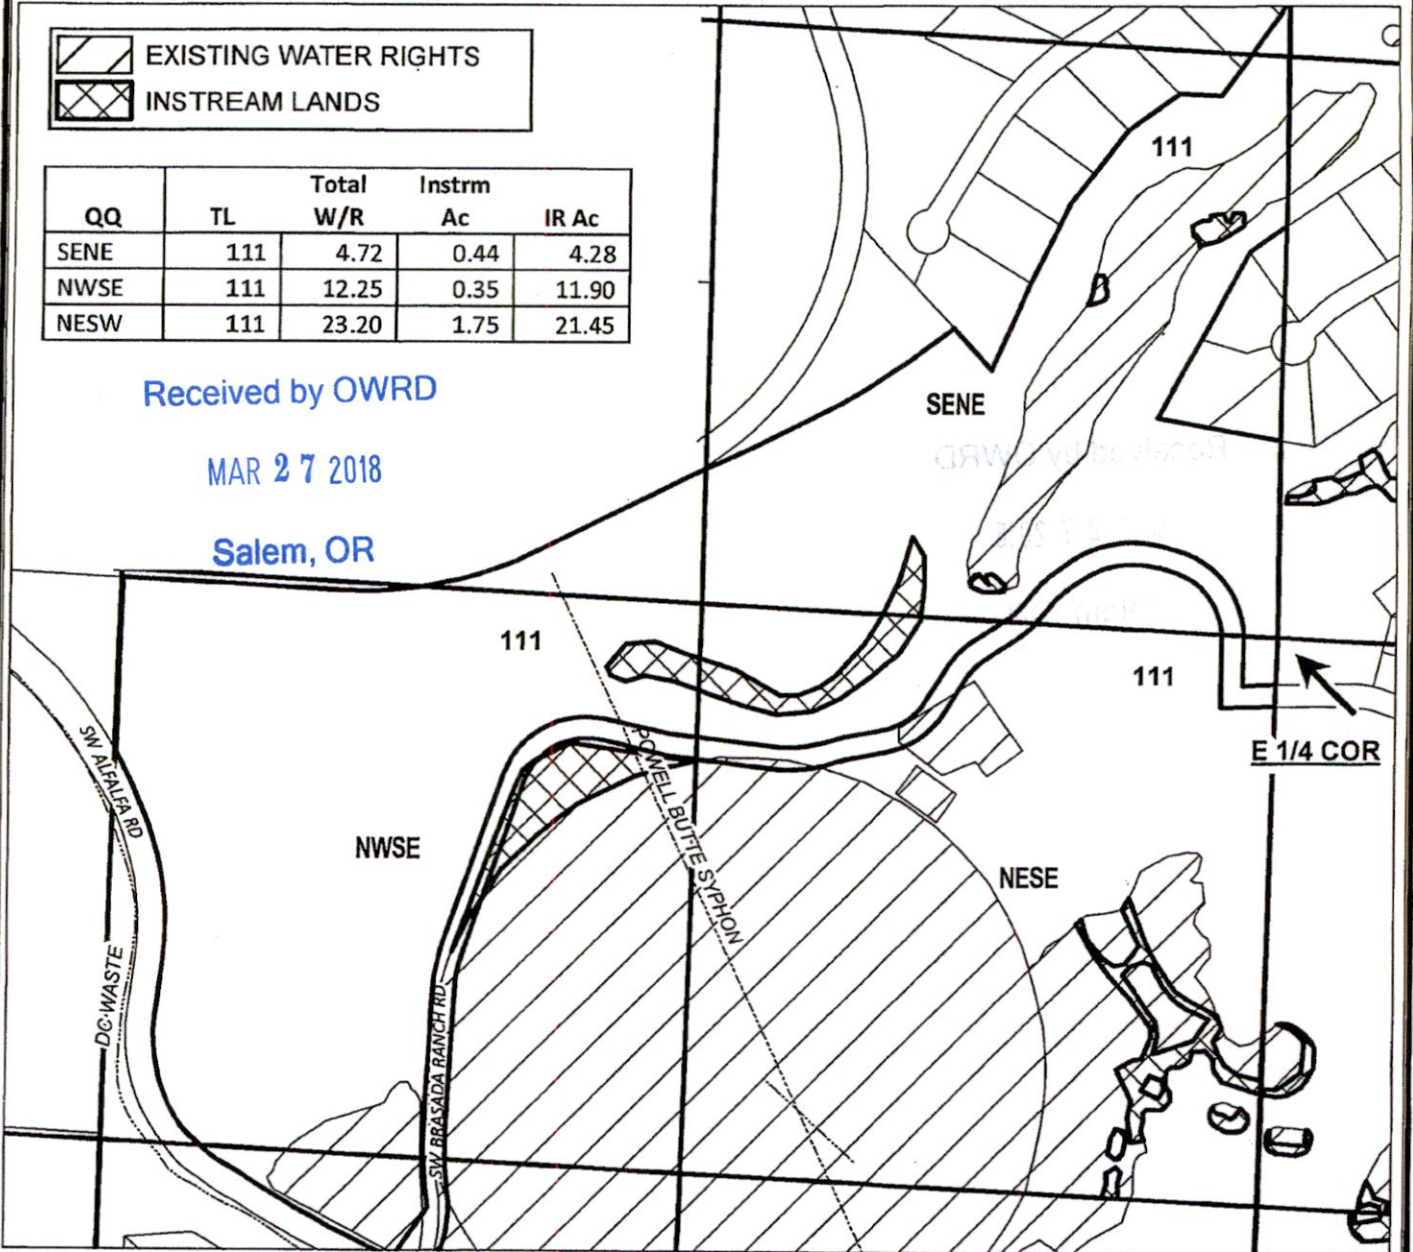 EXISTING WATER RIGHTS
INSTREAM LANDS
QQ TL Total W/R Instrm Ac IR Ac
SENE 111 4.72 0.44 4.28
NWSE 111 12.25 0.35 11.90
NESW 111 23.20 1.75 21.45
Received by OWRD
MAR 27 2018
Salem, OR
111
SENE
Received by OWRD
111
111
E 1/4 COR
SW ALFALFA RD
POWELL BUTTE SYPHON
NWSE
NESE
DC WASTE
SW BRASADA RANCH RD